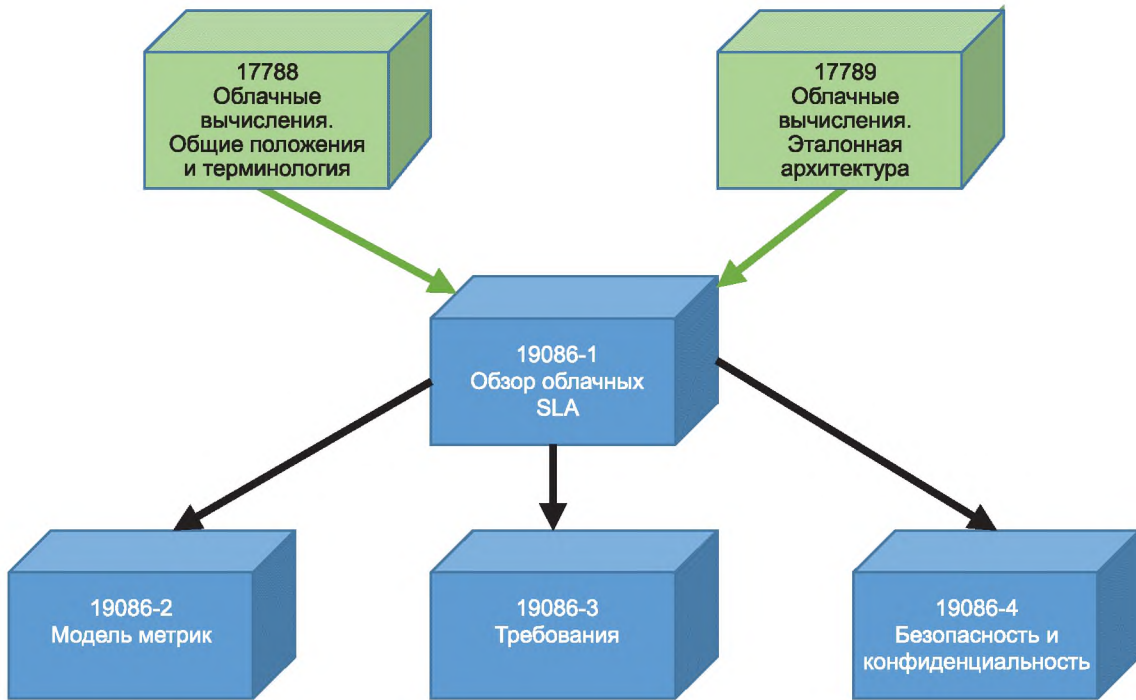 17788
Облачные
вычисления.
Общие положения
и терминология
17789
Облачные
вычисления.
Эталонная
архитектура
19086-1
Обзор облачных
SLA
19086-2
Модель метрик
19086-3
Требования
19086-4
Безопасность и
конфиденциальность